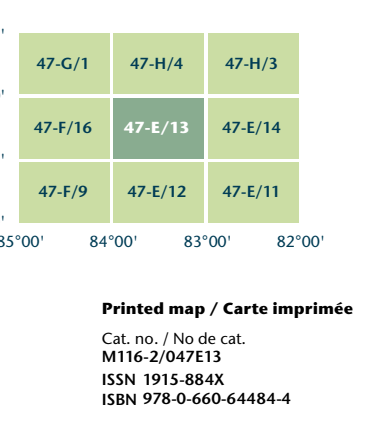 47-G/1 47-H/4 47-H/3
47-F/16 47-E/13 47-E/14
47-F/9 47-E/12 47-E/11
85°00' 84°00' 83°00' 82°00'
Printed map / Carte imprimée
Cat. no. / No de cat.
M116-2/047E13
ISSN 1915-884X
ISBN 978-0-660-64484-4